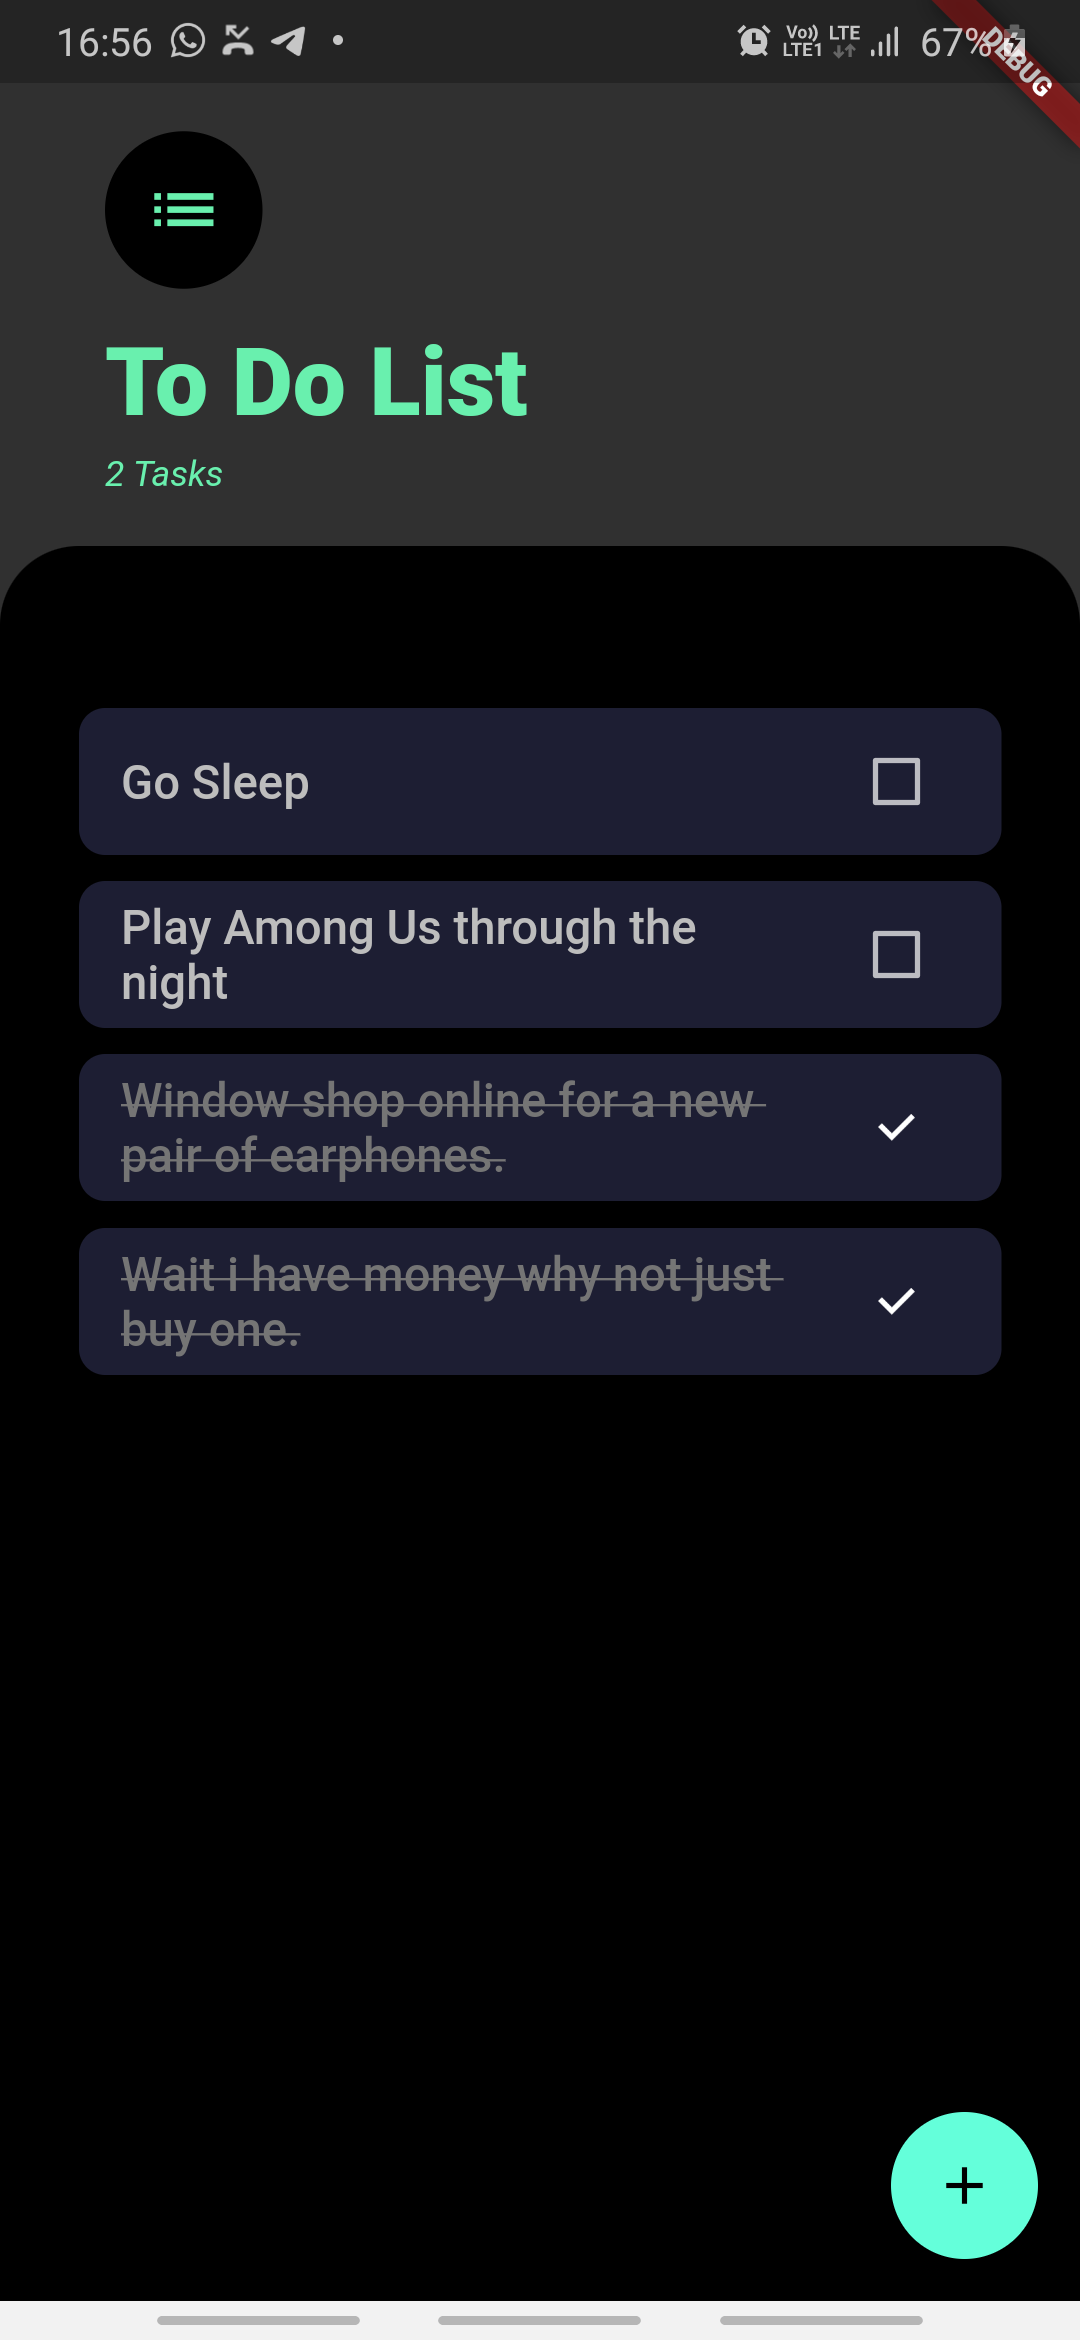 16:56
Vo)) LTE
LTE1
67%
DEBUG
To Do List
2 Tasks
Go Sleep
Play Among Us through the
night
Window shop online for a new
pair of earphones.
Wait i have money why not just
buy one.